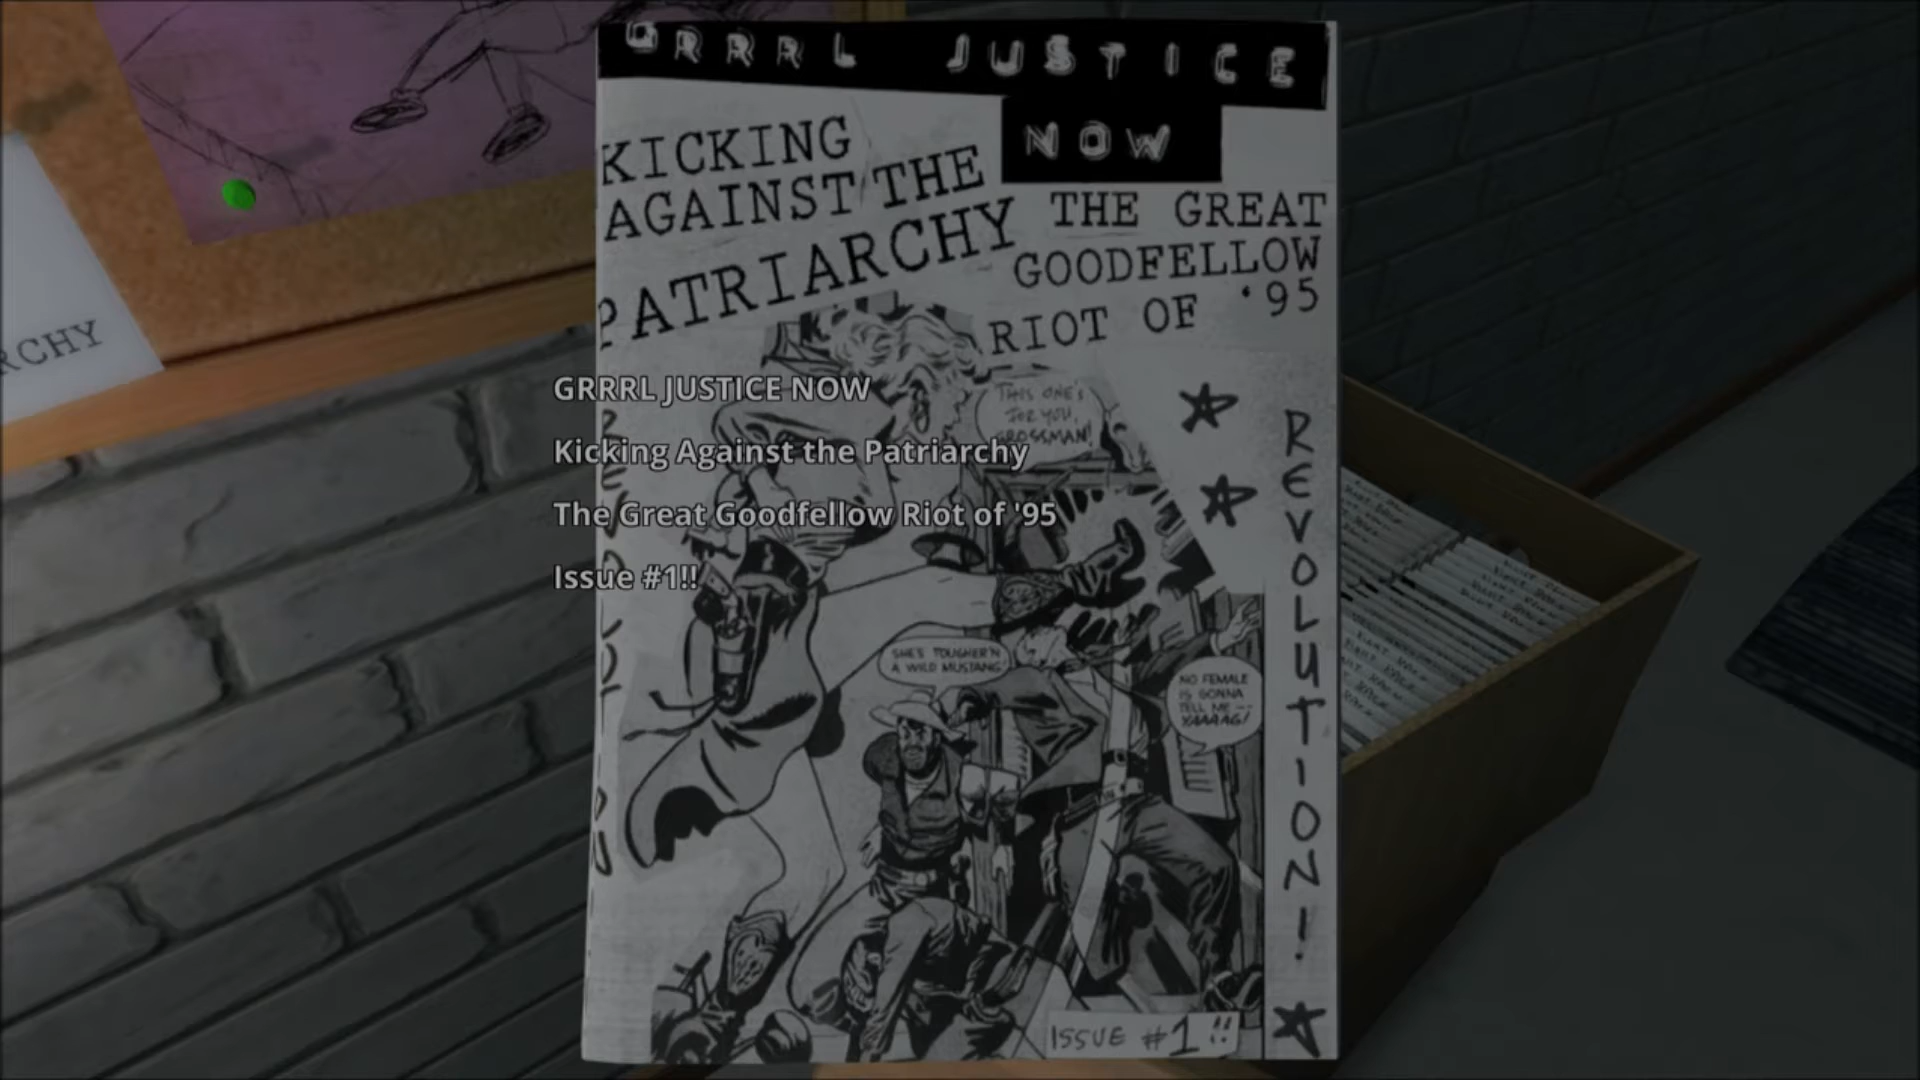 GRRRL JUSTICE
NOW
KICKING
AGAINST THE
PATRIARCHY
THE GREAT
GOODFELLOW
RIOT OF '95
THIS ONE'S
FOR YOU,
GROSSMAN!
GRRRL JUSTICE NOW
Kicking Against the Patriarchy
The Great Goodfellow Riot of '95
Issue #1!!
SHE'S TOUGHER'N
A WILD MUSTANG!
NO FEMALE
IS GONNA
TELL ME --
YAAAAG!
REVOLUTION!
ISSUE #1!!
RCHY